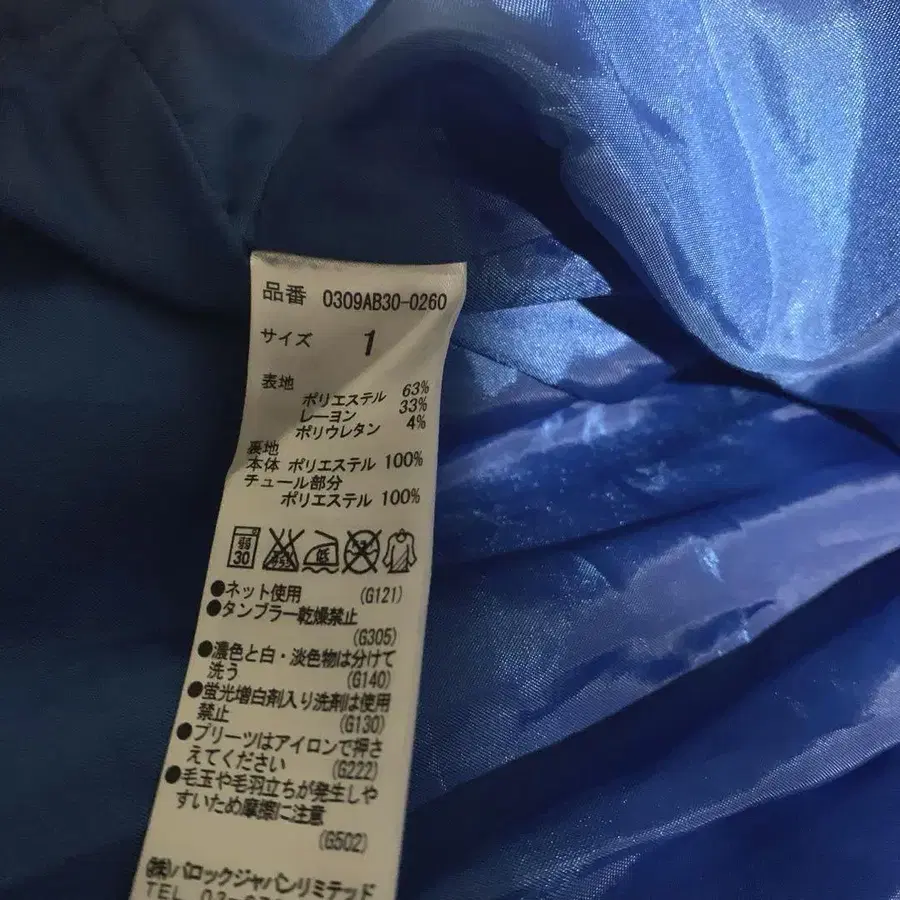 品番 0309AB30-0260
サイズ 1
表地
ポリエステル 63%
レーヨン 33%
ポリウレタン 4%
裏地
本体 ポリエステル 100%
チュール部分
ポリエステル 100%
弱 30 低
●ネット使用 (G121)
●タンブラー乾燥禁止
(G305)
●濃色と白・淡色物は分けて
洗う (G140)
●蛍光増白剤入り洗剤は使用
禁止 (G130)
●プリーツはアイロンで押さ
えてください (G222)
●毛玉や毛羽立ちが発生しや
すいため摩擦に注意
(G502)
(株)バロックジャパンリミテッド
TEL